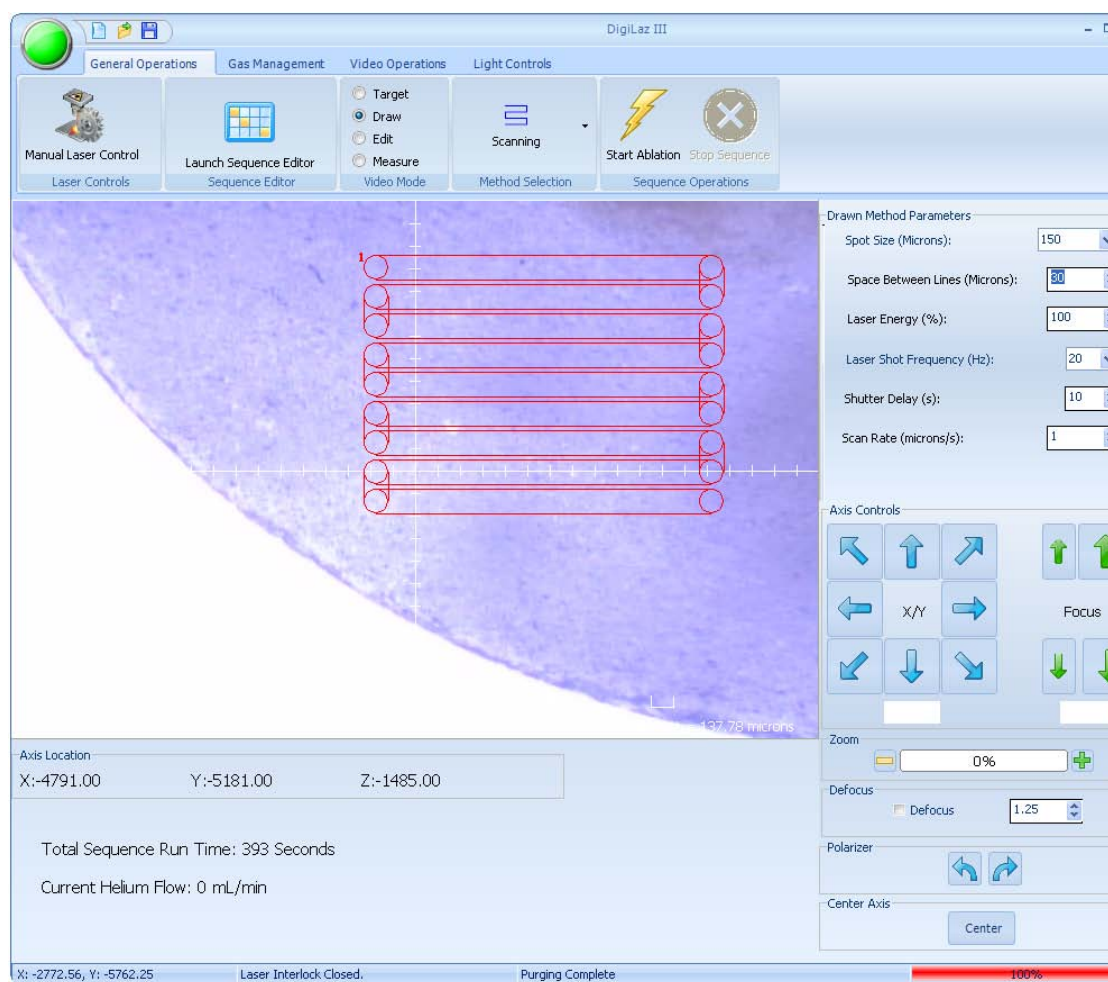 DigiLaz III
General Operations Gas Management Video Operations Light Controls
Manual Laser Control
Laser Controls
Launch Sequence Editor
Sequence Editor
Target
Draw
Edit
Measure
Video Mode
Scanning
Method Selection
Start Ablation Stop Sequence
Sequence Operations
1
137.78 microns
Drawn Method Parameters
Spot Size (Microns): 150
Space Between Lines (Microns): 30
Laser Energy (%): 100
Laser Shot Frequency (Hz): 20
Shutter Delay (s): 10
Scan Rate (microns/s): 1
Axis Controls
X/Y
Focus
Zoom
0%
Defocus
Defocus 1.25
Polarizer
Center Axis
Center
Axis Location
X:-4791.00 Y:-5181.00 Z:-1485.00
Total Sequence Run Time: 393 Seconds
Current Helium Flow: 0 mL/min
X: -2772.56, Y: -5762.25 Laser Interlock Closed. Purging Complete 100%